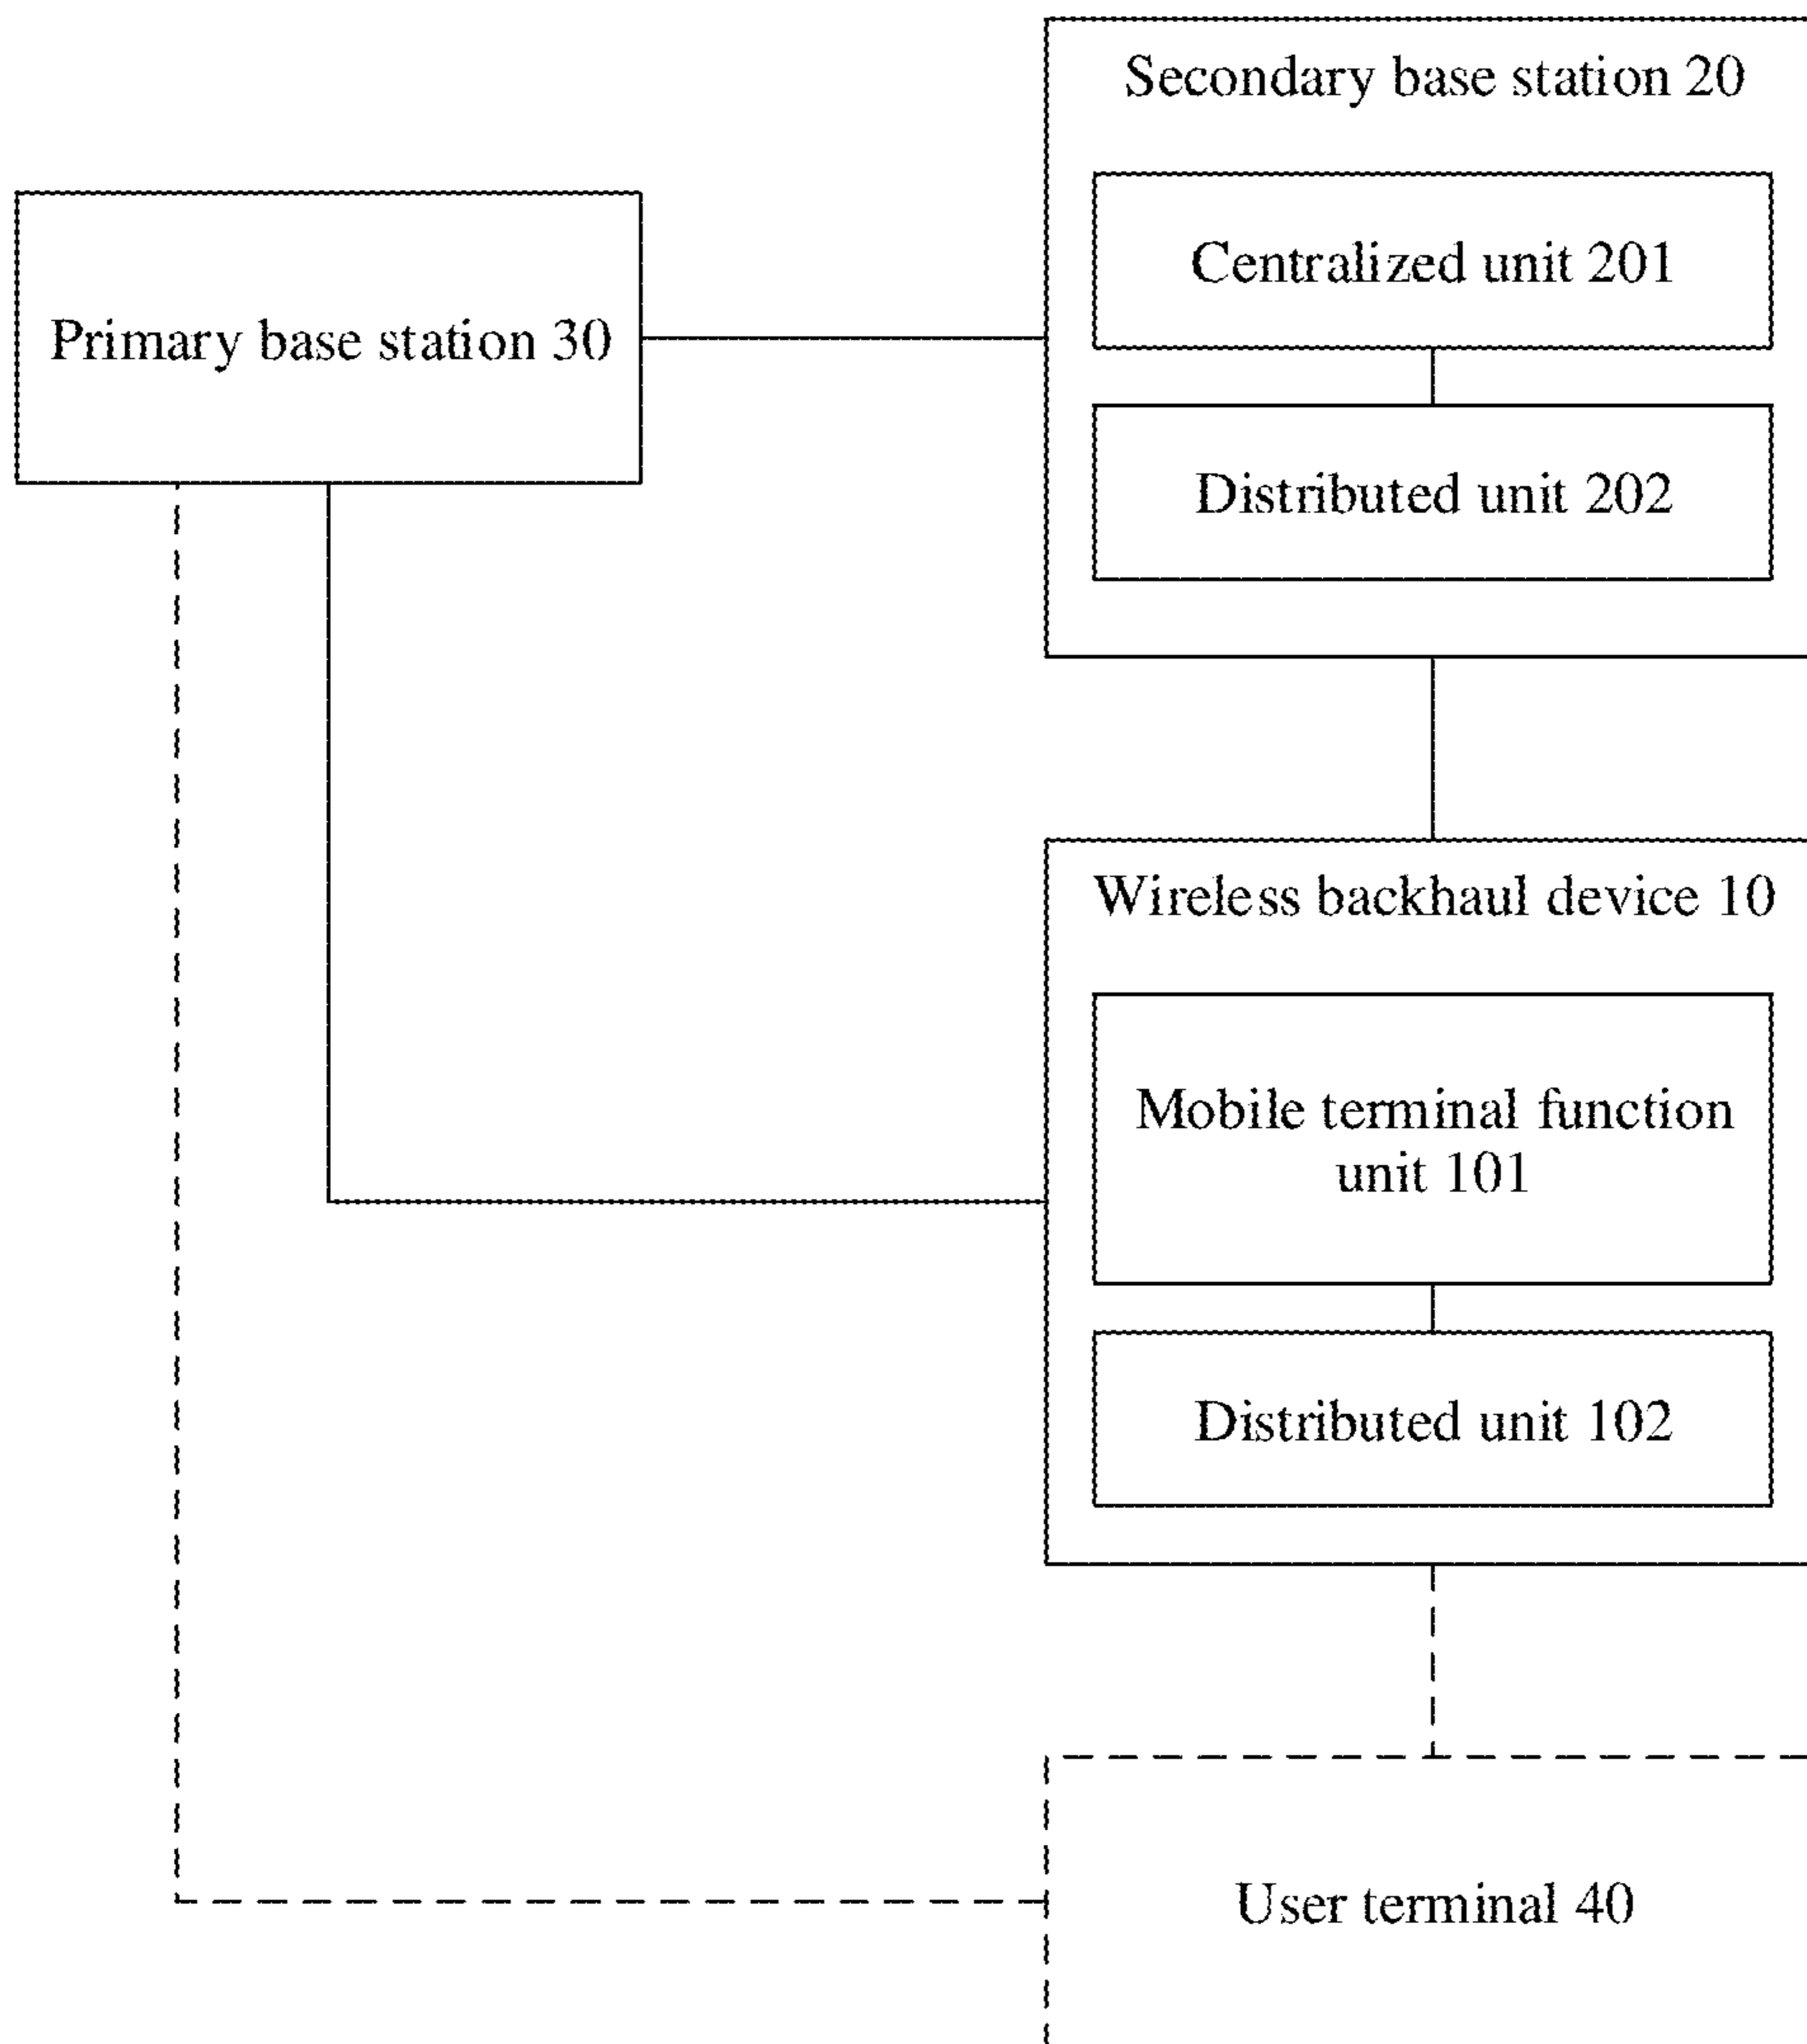 Secondary base station 20
Centralized unit 201
Primary base station 30
Distributed unit 202
Wireless backhaul device 10
Mobile terminal function
unit 101
Distributed unit 102
User terminal 40